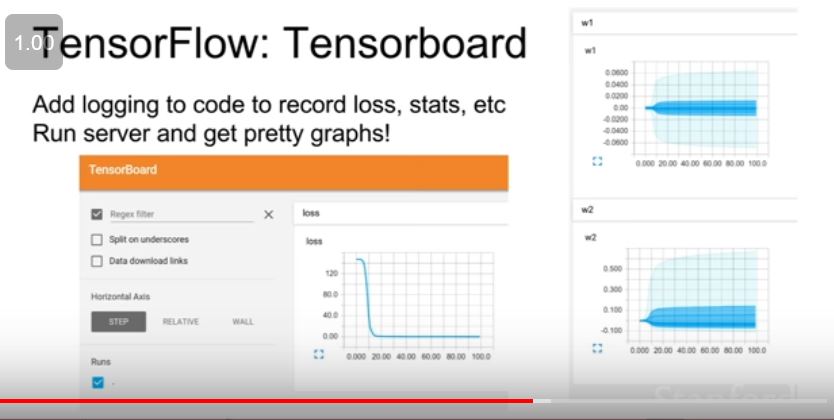 1.00
TensorFlow: Tensorboard
Add logging to code to record loss, stats, etc
Run server and get pretty graphs!
TensorBoard
Regex filter
Split on underscores
Data download links
Horizontal Axis
STEP RELATIVE WALL
Runs
.
loss
loss
120
80.0
40.0
0.00
0.000 20.00 40.00 60.00 80.00 100.0
w1
w1
0.0600
0.0400
0.0200
0.00
-0.0200
-0.0400
-0.0600
0.000 20.00 40.00 60.00 80.00 100.0
w2
w2
0.500
0.300
0.100
-0.100
0.000 20.00 40.00 60.00 80.00 100.0
Stanford